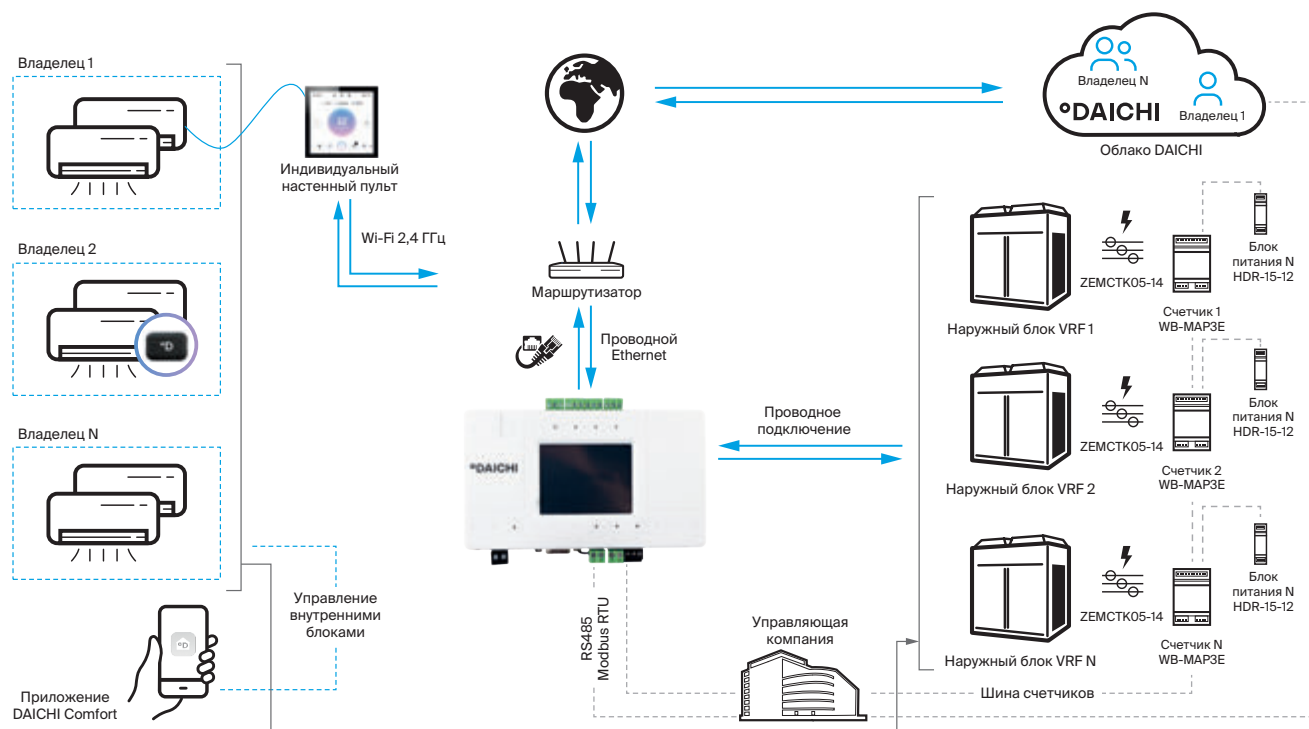 Владелец 1
Индивидуальный
настенный пульт
Wi-Fi 2,4 ГГц
Владелец 2
°D
Владелец N
Управление
внутренними
блоками
°D
Приложение
DAICHI Comfort
Маршрутизатор
Проводной
Ethernet
°DAICHI
Проводное
подключение
RS485
Modbus RTU
Управляющая
компания
Шина счетчиков
Владелец N
Владелец 1
°DAICHI
Облако DAICHI
Наружный блок VRF 1
ZEMCTK05-14
Счетчик 1
WB-MAP3E
Блок
питания N
HDR-15-12
Наружный блок VRF 2
ZEMCTK05-14
Счетчик 2
WB-MAP3E
Блок
питания N
HDR-15-12
Наружный блок VRF N
ZEMCTK05-14
Счетчик N
WB-MAP3E
Блок
питания N
HDR-15-12